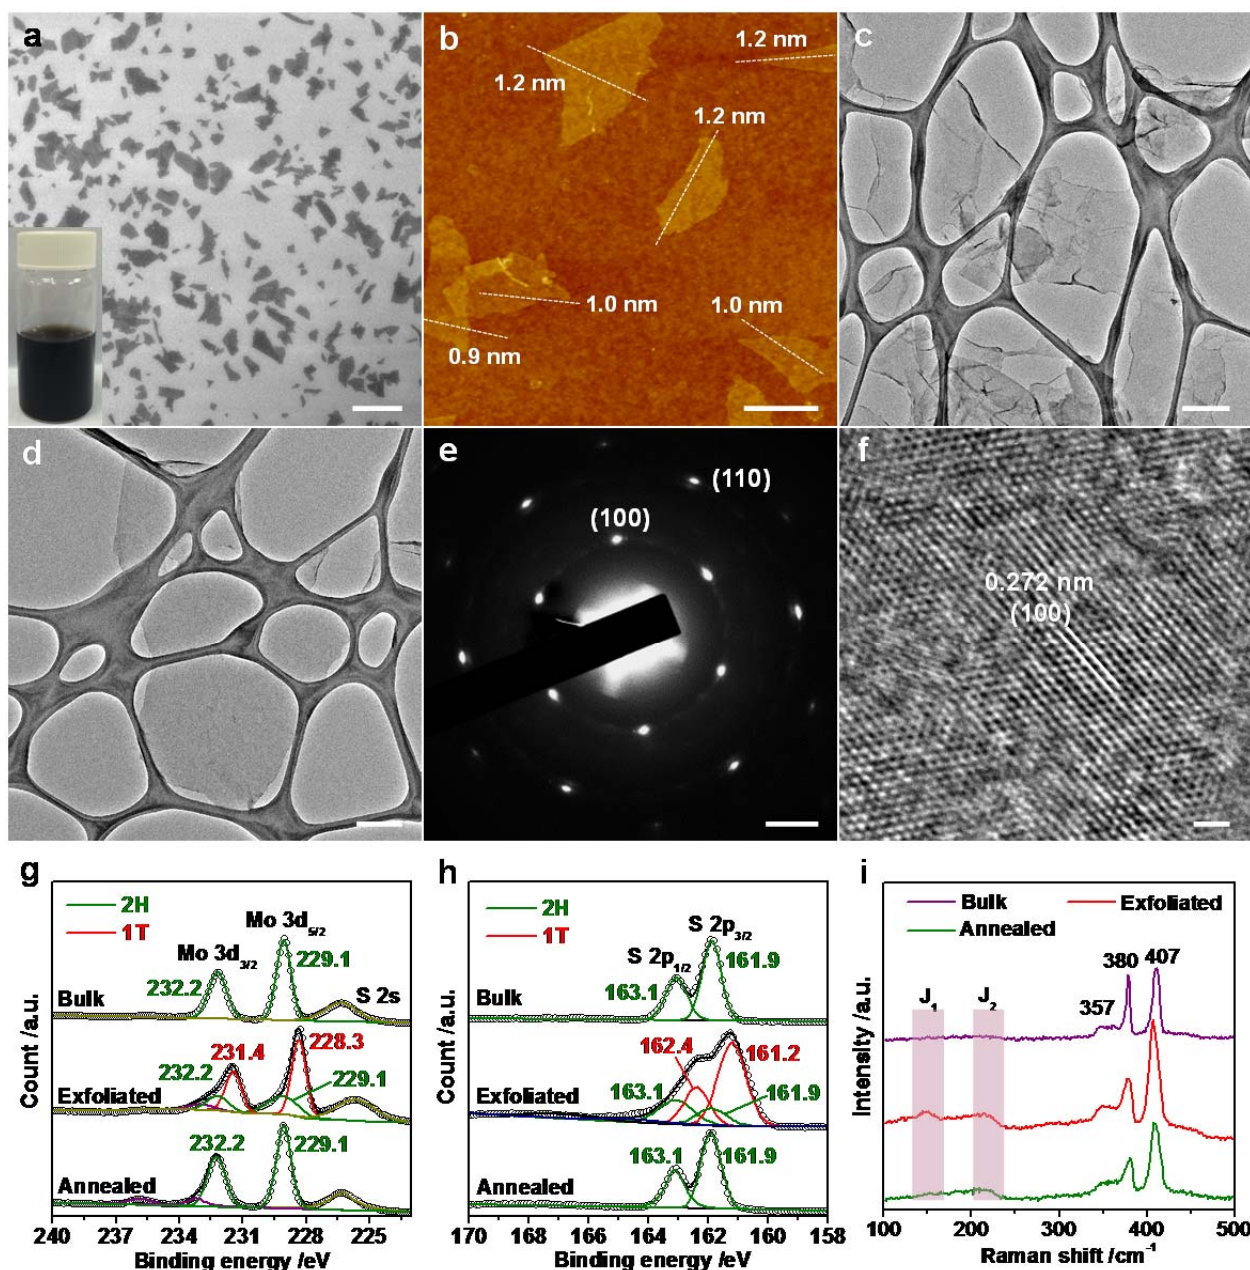 a
b
1.2 nm
1.2 nm
1.2 nm
1.0 nm
1.0 nm
0.9 nm
c
d
e
(110)
(100)
f
0.272 nm
(100)
g
2H
1T
Mo 3d5/2
Mo 3d3/2
229.1
232.2
S 2s
Bulk
231.4
228.3
232.2
229.1
Exfoliated
232.2
229.1
Annealed
Count /a.u.
240 237 234 231 228 225
Binding energy /eV
h
2H
1T
S 2p3/2
S 2p1/2
161.9
163.1
Bulk
162.4
161.2
163.1
161.9
Exfoliated
163.1
161.9
Annealed
Count /a.u.
168 166 164 162 160 158
Binding energy /eV
i
Bulk
Exfoliated
Annealed
380
407
J1
J2
357
Intensity /a.u.
100 200 300 400 500
Raman shift /cm-1